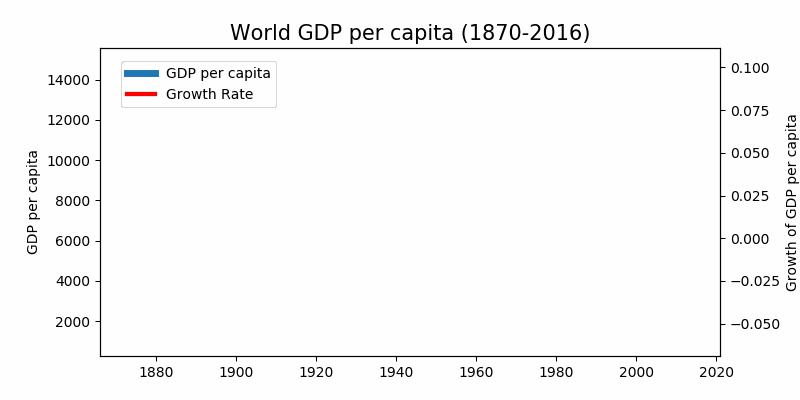 World GDP per capita (1870-2016)
GDP per capita
Growth Rate
14000
12000
10000
8000
6000
4000
2000
GDP per capita
0.100
0.075
0.050
0.025
0.000
−0.025
−0.050
Growth of GDP per capita
1880 1900 1920 1940 1960 1980 2000 2020